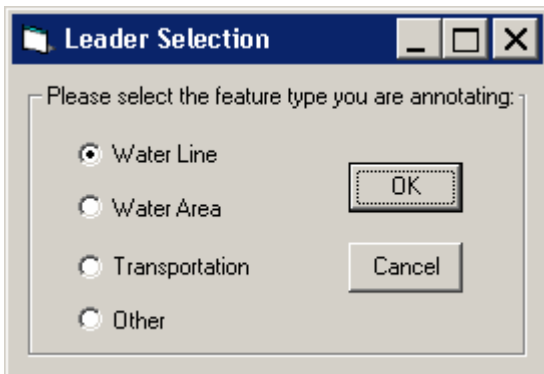 Leader Selection
Please select the feature type you are annotating:
Water Line
OK
Water Area
Transportation
Cancel
Other